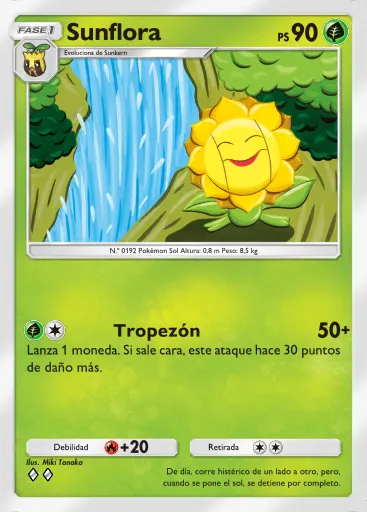 FASE 1
Sunflora
PS 90
Evoluciona de Sunkern
N.º 0192 Pokémon Sol Altura: 0,8 m Peso: 8,5 kg
Tropezón 50+
Lanza 1 moneda. Si sale cara, este ataque hace 30 puntos
de daño más.
Debilidad +20 Retirada
Ilus. Miki Tanaka
De día, corre histérico de un lado a otro, pero,
cuando se pone el sol, se detiene por completo.